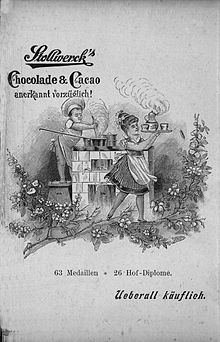 Stollwerck's
Chocolade & Cacao
anerkannt vorzüglich!
63 Medaillen * 26 Hof-Diplome.
Ueberall käuflich.